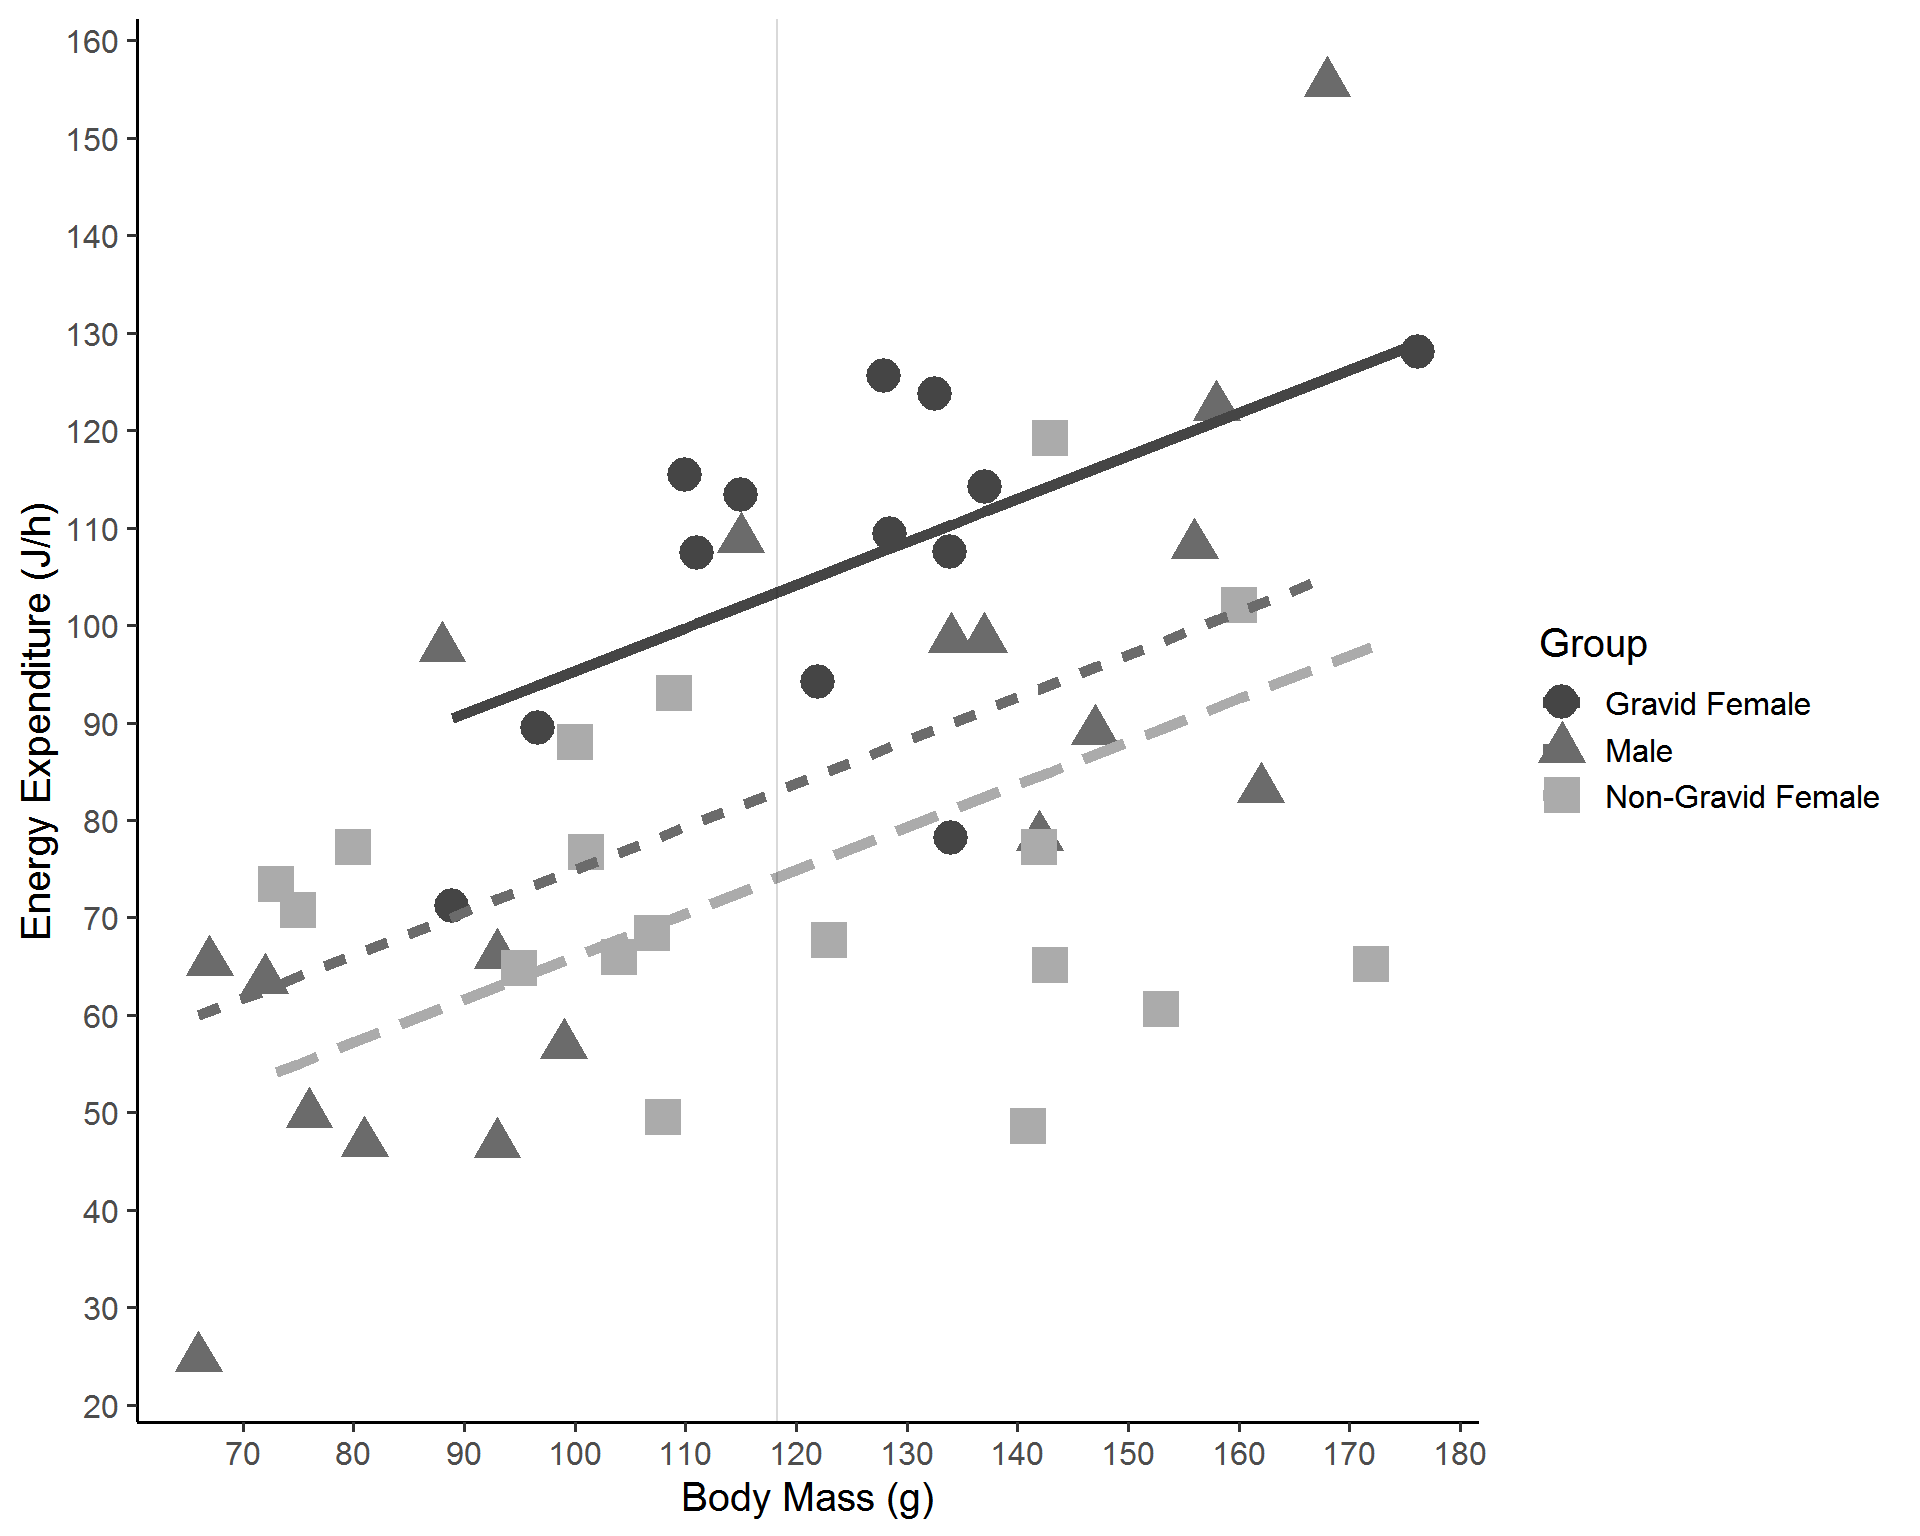 160
150
140
130
120
110
100
90
80
70
60
50
40
30
20
Energy Expenditure (J/h)
70 80 90 100 110 120 130 140 150 160 170 180
Body Mass (g)
Group
Gravid Female
Male
Non-Gravid Female